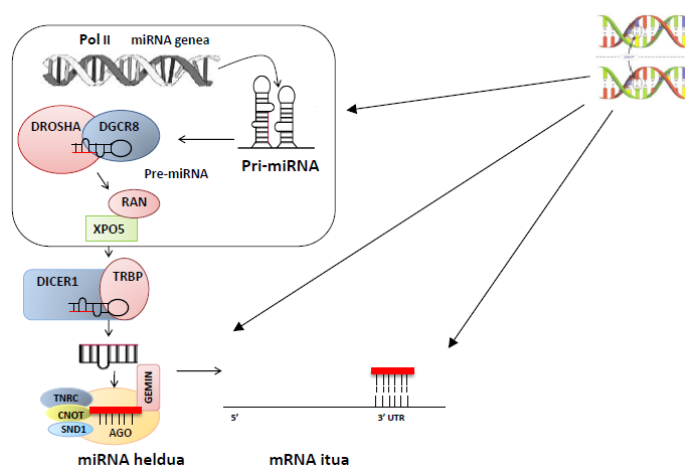 Pol II miRNA genea
DROSHA DGCR8
Pri-miRNA
Pre-miRNA
RAN
XPO5
DICER1 TRBP
GEMIN
TNRC
CNOT
SND1 AGO
5' 3' UTR
miRNA heldua mRNA itua